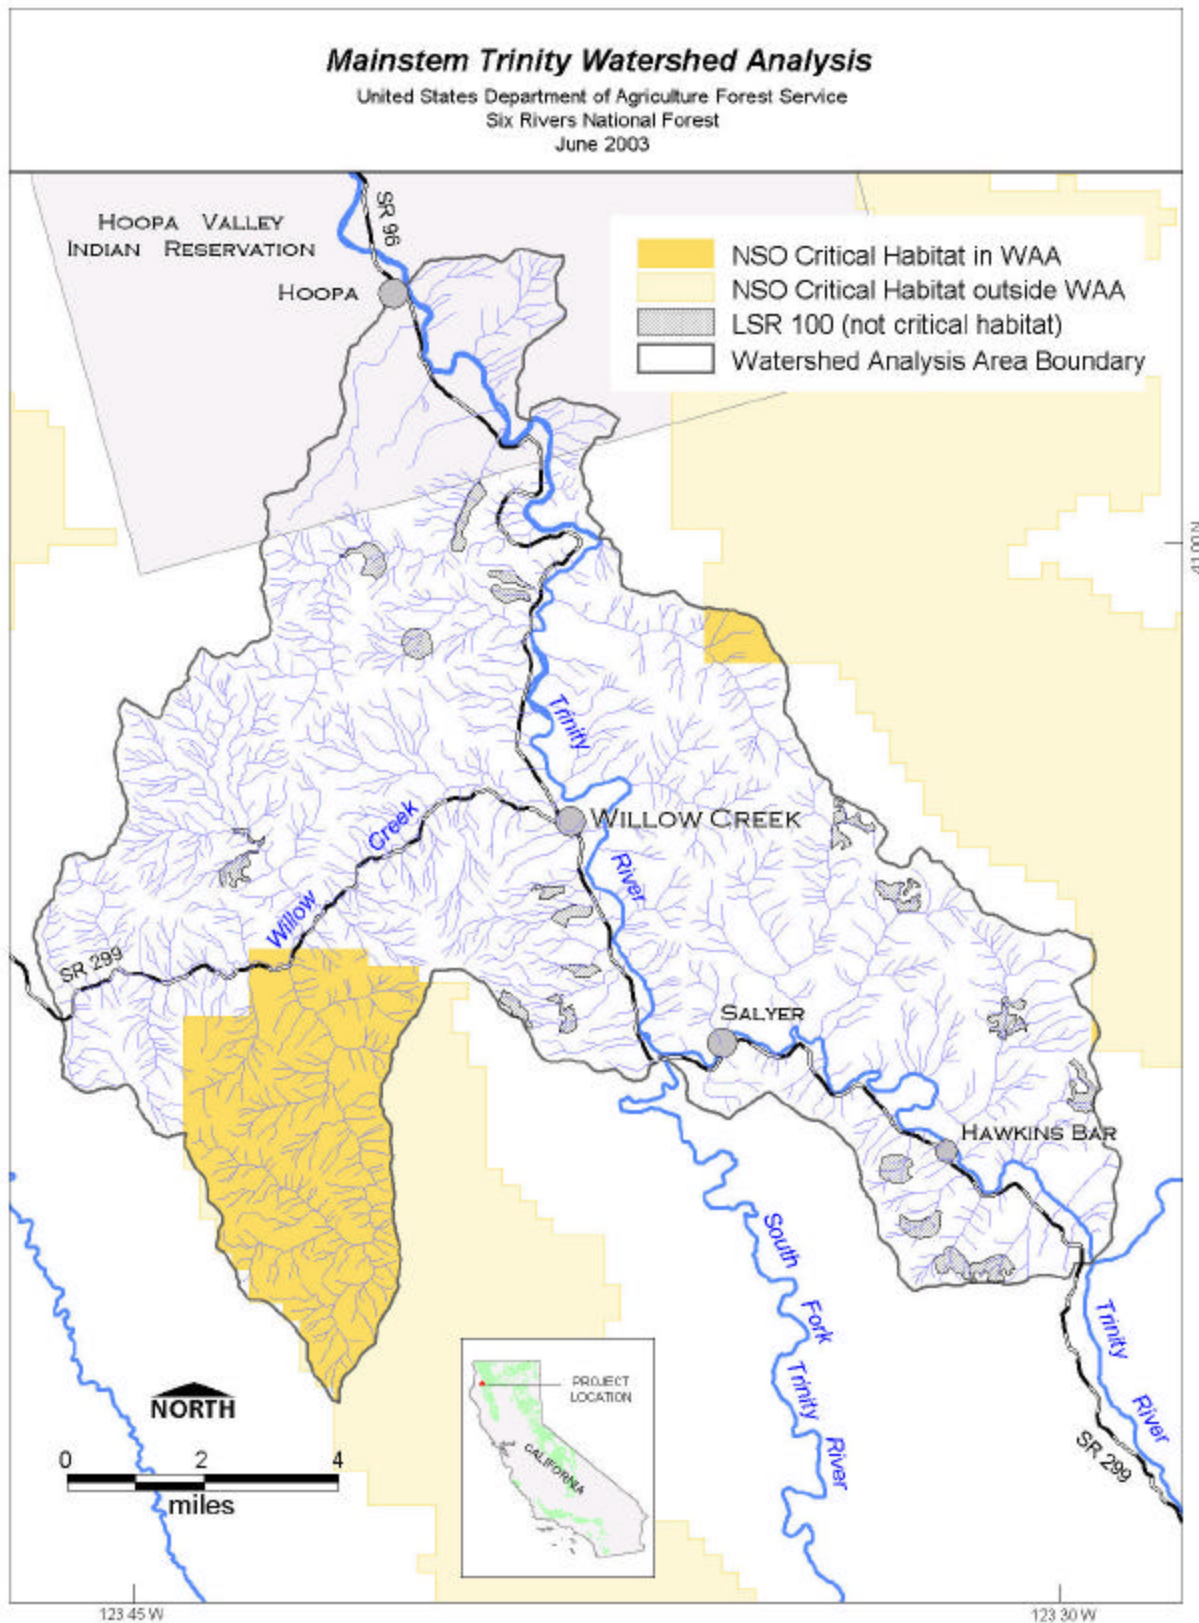 Mainstem Trinity Watershed Analysis
United States Department of Agriculture Forest Service
Six Rivers National Forest
June 2003
HOOPA VALLEY
INDIAN RESERVATION
SR 96
HOOPA
NSO Critical Habitat in WAA
NSO Critical Habitat outside WAA
LSR 100 (not critical habitat)
Watershed Analysis Area Boundary
41 00 N
Trinity
WILLOW CREEK
Creek
River
Willow
SR 299
SALYER
HAWKINS BAR
South
Fork
Trinity
River
Trinity
River
SR 299
PROJECT
LOCATION
CALIFORNIA
NORTH
0 2 4
miles
123 45 W
123 30 W